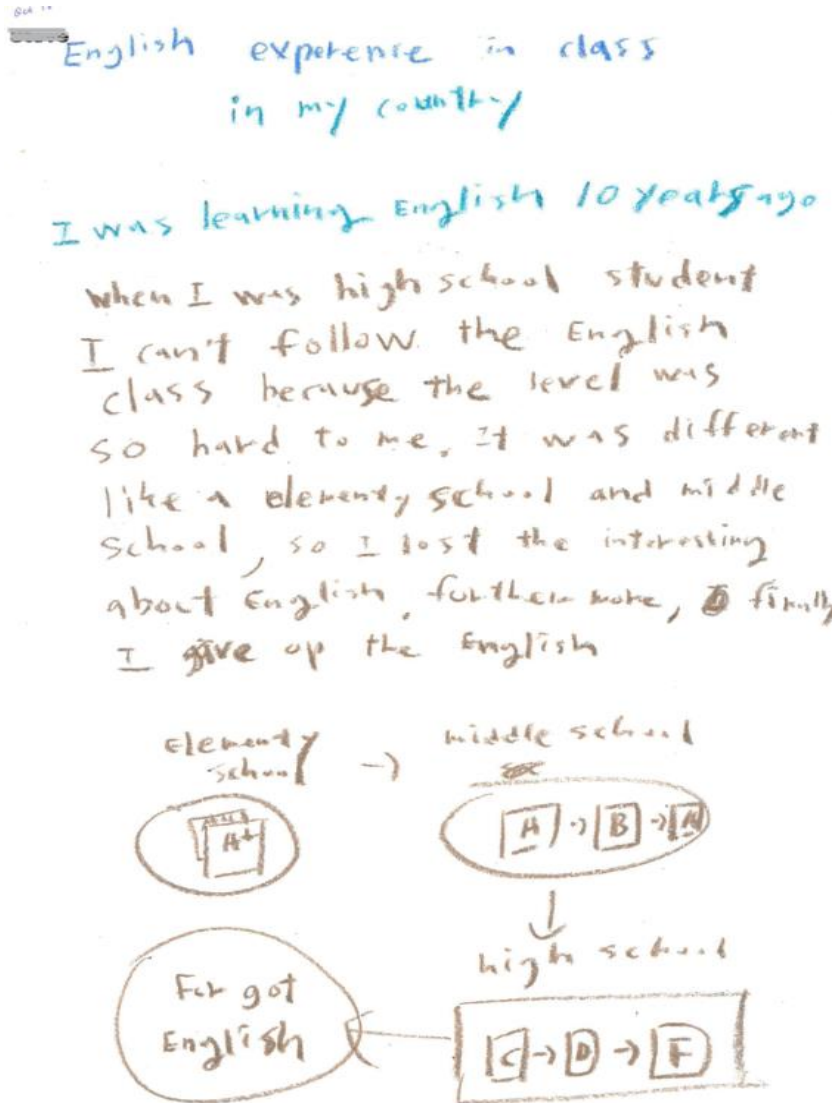 English experense in class
in my country
I was learning English 10 years ago
when I was high school student
I can't follow the English
class because the level was
so hard to me. It was different
like a elementy school and middle
school, so I lost the interesting
about English. furthermore, finally
I give up the English
elementy school → middle school
A+
A → B → A
high school
For got
English
C → D → F